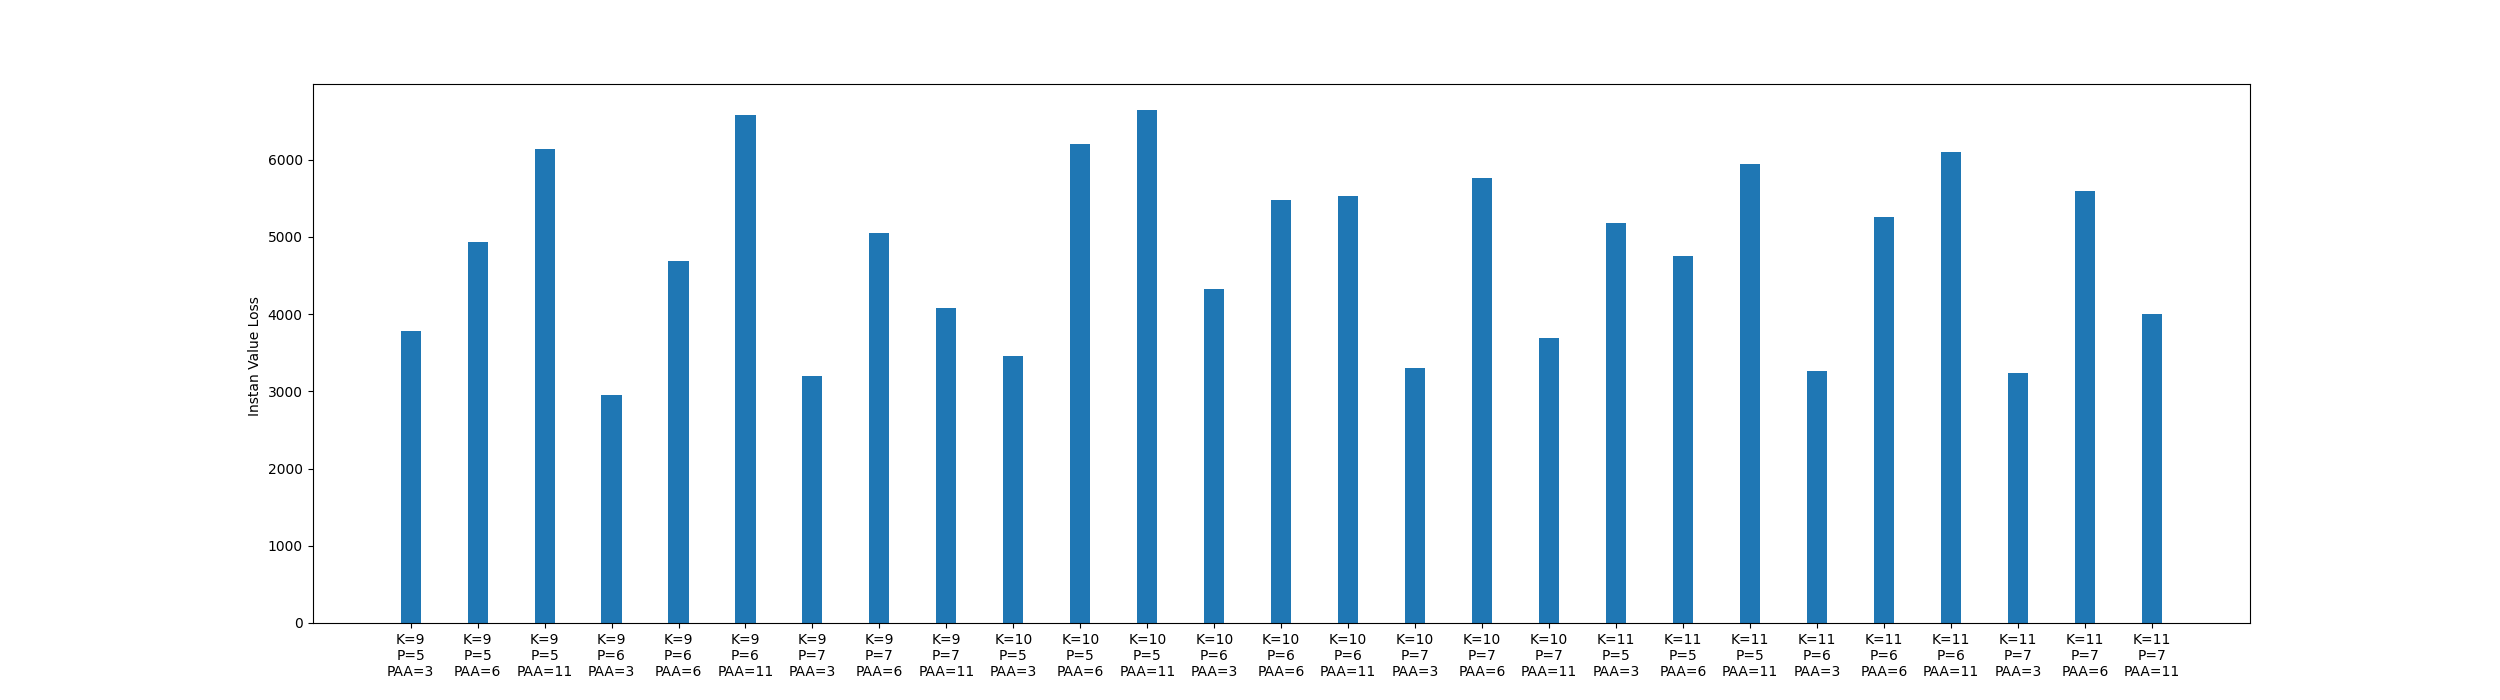 Instan Value Loss
6000
5000
4000
3000
2000
1000
0
K=9 K=9 K=9 K=9 K=9 K=9 K=9 K=9 K=9 K=10 K=10 K=10 K=10 K=10 K=10 K=10 K=10 K=10 K=11 K=11 K=11 K=11 K=11 K=11 K=11 K=11 K=11
P=5 P=5 P=5 P=6 P=6 P=6 P=7 P=7 P=7 P=5 P=5 P=5 P=6 P=6 P=6 P=7 P=7 P=7 P=5 P=5 P=5 P=6 P=6 P=6 P=7 P=7 P=7
PAA=3 PAA=6 PAA=11 PAA=3 PAA=6 PAA=11 PAA=3 PAA=6 PAA=11 PAA=3 PAA=6 PAA=11 PAA=3 PAA=6 PAA=11 PAA=3 PAA=6 PAA=11 PAA=3 PAA=6 PAA=11 PAA=3 PAA=6 PAA=11 PAA=3 PAA=6 PAA=11